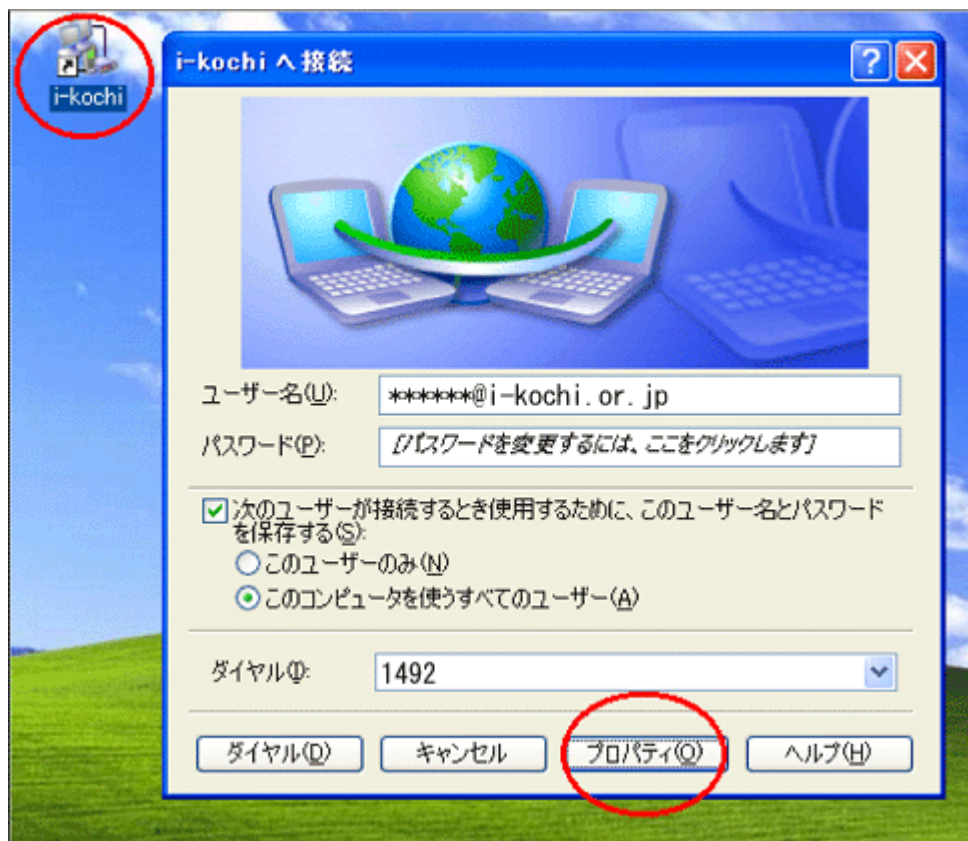 i-kochi
i-kochi へ接続
ユーザー名(U):
******@i-kochi.or.jp
パスワード(P):
[パスワードを変更するには、ここをクリックします]
次のユーザーが接続するとき使用するために、このユーザー名とパスワード
を保存する(S):
このユーザーのみ(N)
このコンピュータを使うすべてのユーザー(A)
ダイヤル(I):
1492
ダイヤル(D)
キャンセル
プロパティ(O)
ヘルプ(H)